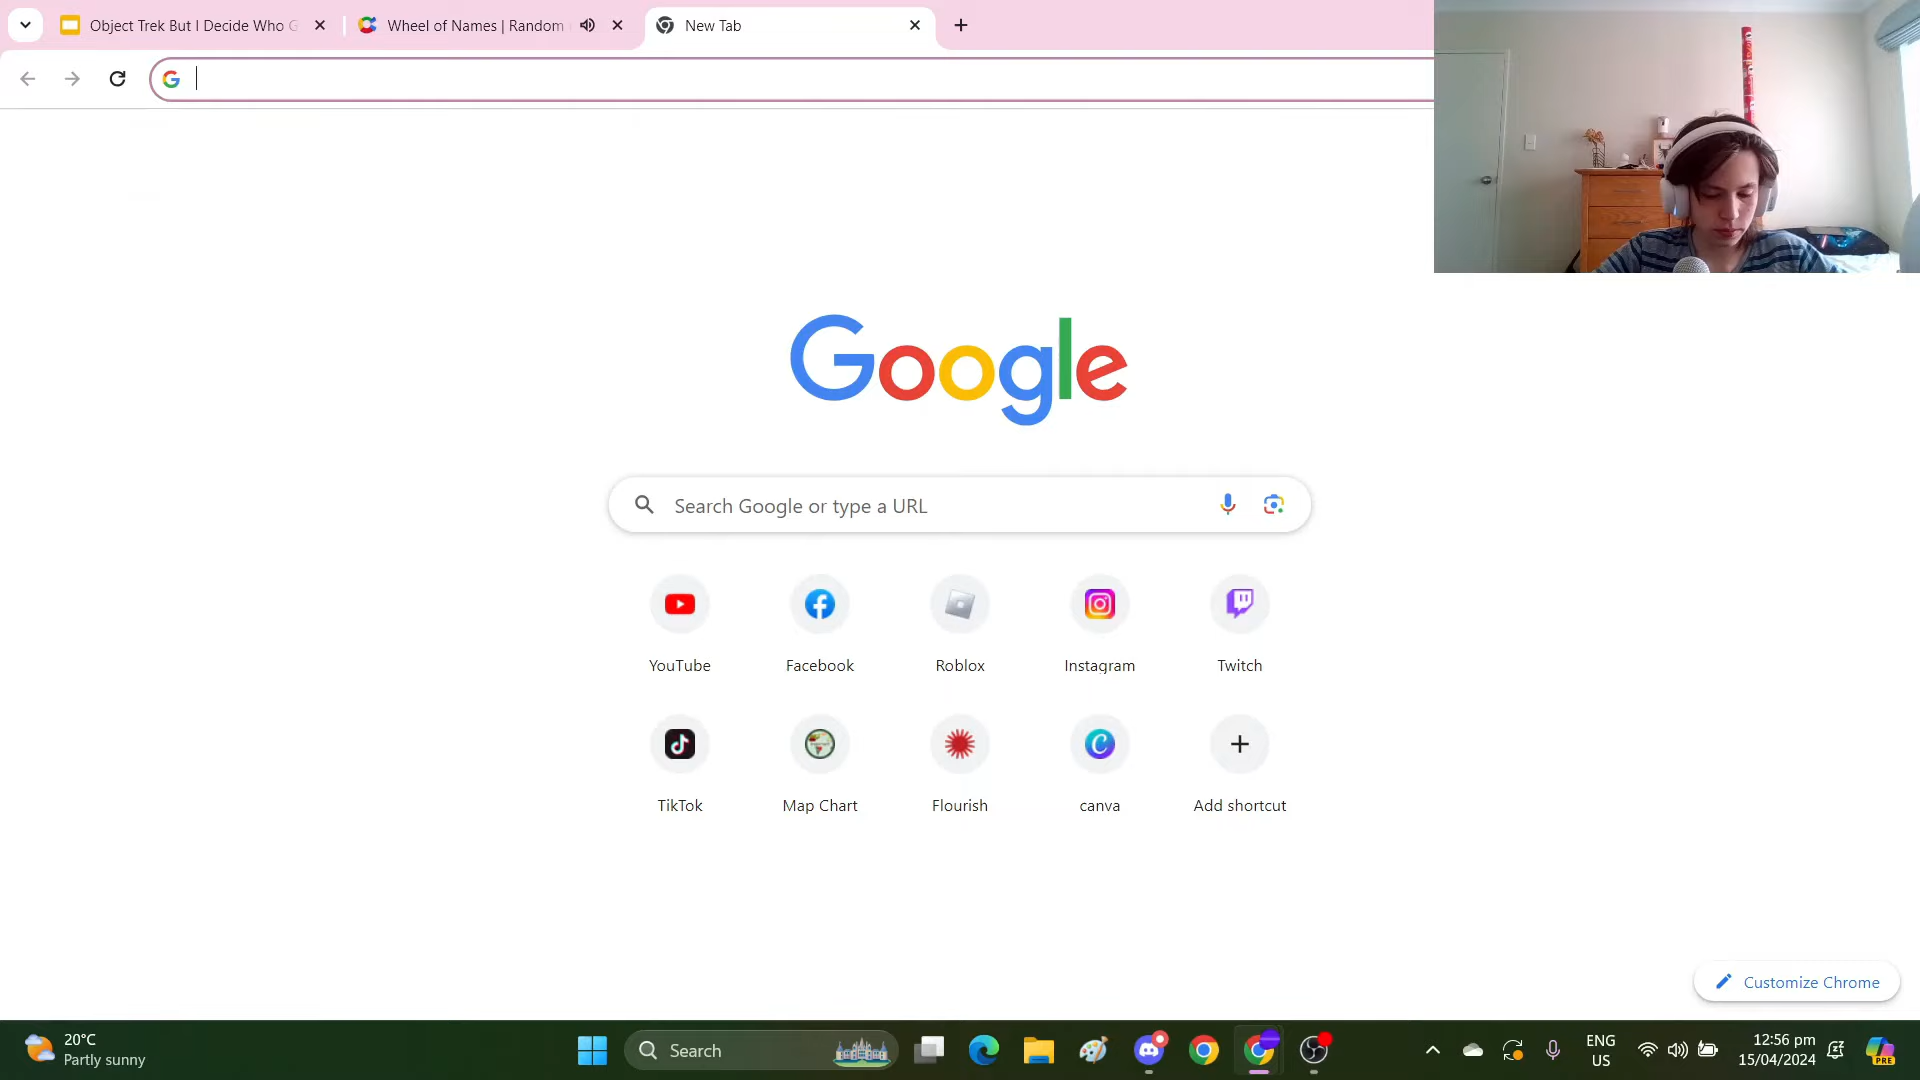 Object Trek But I Decide Who G
Wheel of Names | Random
New Tab
Google
Search Google or type a URL
YouTube
Facebook
Roblox
Instagram
Twitch
TikTok
Map Chart
Flourish
canva
Add shortcut
Customize Chrome
20°C
Partly sunny
Search
ENG
US
12:56 pm
15/04/2024
PRE